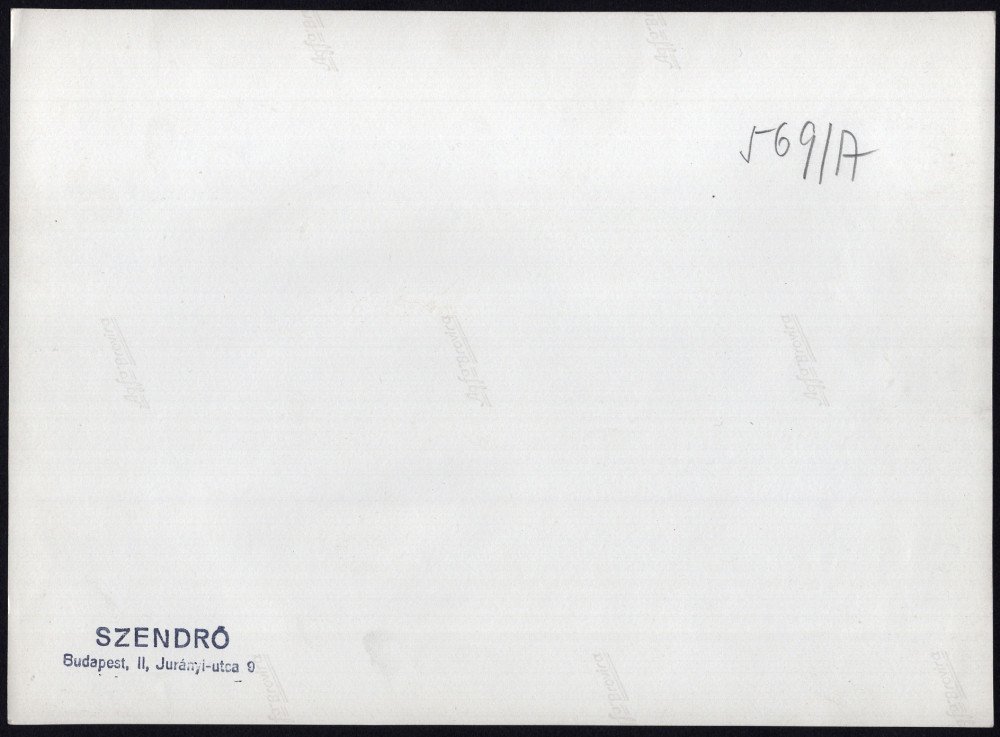 569/A
SZENDRŐ
Budapest, II, Jurányi-utca 9